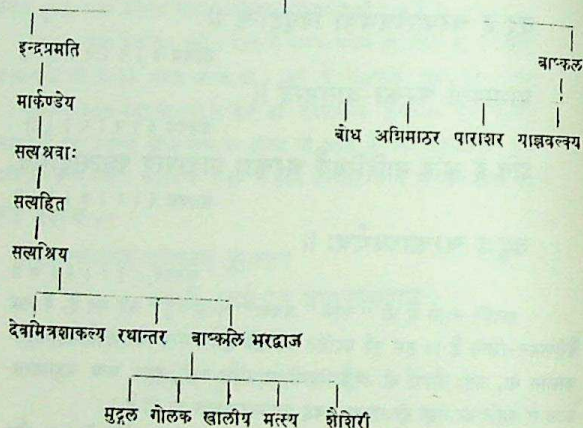 इन्द्रप्रमति
बाष्कल
मार्कण्डेय
बोध अग्निमाठर पाराशर याज्ञवल्क्य
सत्यश्रवाः
सत्यहित
सत्यश्रिय
देवमित्रशाकल्य रथान्तर बाष्कलि भरद्वाज
मुद्गल गोलक खालीय मत्स्य शैशिरी